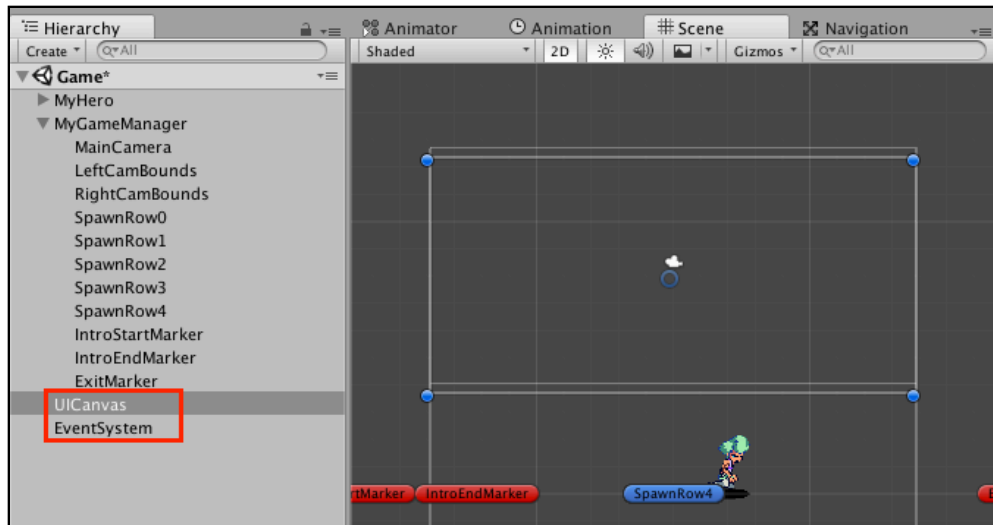 Hierarchy
Animator
Animation
Scene
Navigation
Create
All
Shaded
2D
Gizmos
All
Game*
MyHero
MyGameManager
MainCamera
LeftCamBounds
RightCamBounds
SpawnRow0
SpawnRow1
SpawnRow2
SpawnRow3
SpawnRow4
IntroStartMarker
IntroEndMarker
ExitMarker
UICanvas
EventSystem
rtMarker
IntroEndMarker
SpawnRow4
E